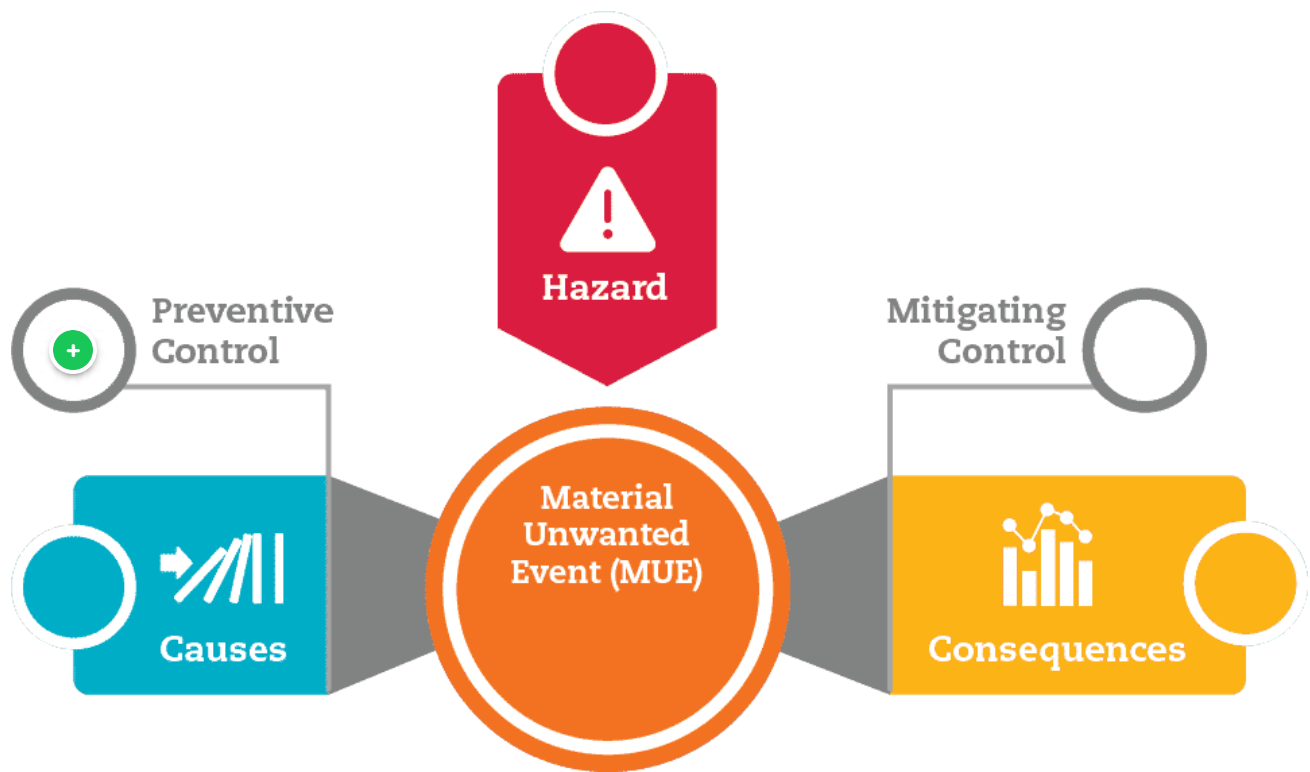 Hazard
Preventive
Control
Mitigating
Control
Material
Unwanted
Event (MUE)
Causes
Consequences